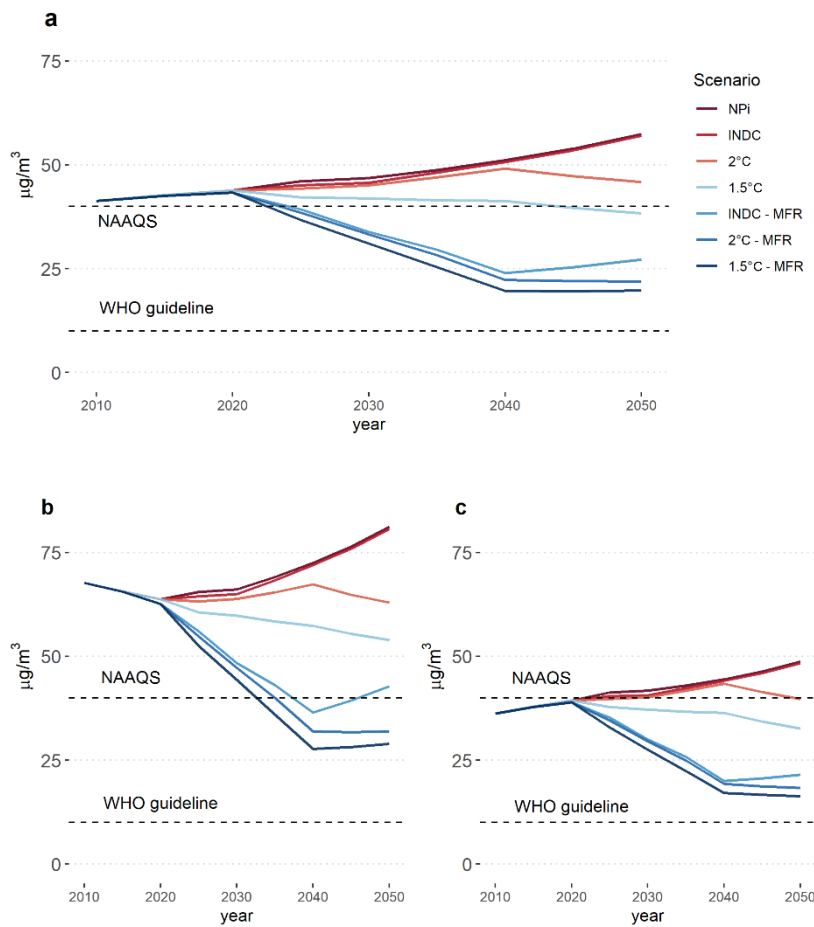 a
75
50
25
0
μg/m³
NAAQS
WHO guideline
2010 2020 2030 2040 2050
year
Scenario
NPi
INDC
2°C
1.5°C
INDC - MFR
2°C - MFR
1.5°C - MFR
b
75
50
25
0
μg/m³
NAAQS
WHO guideline
2010 2020 2030 2040 2050
year
c
75
50
25
0
μg/m³
NAAQS
WHO guideline
2010 2020 2030 2040 2050
year